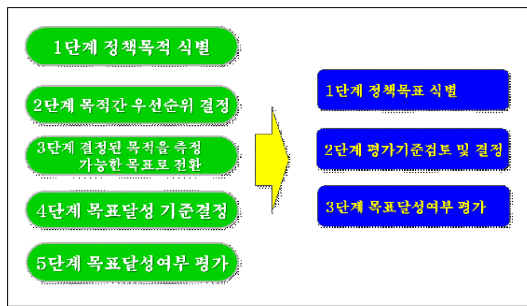 1단계 정책목적 식별
2단계 목적간 우선순위 결정
3단계 결정된 목적을 측정
가능한 목표로 전환
4단계 목표달성 기준결정
5단계 목표달성여부 평가
1단계 정책목표 식별
2단계 평가기준검토 및 결정
3단계 목표달성여부 평가